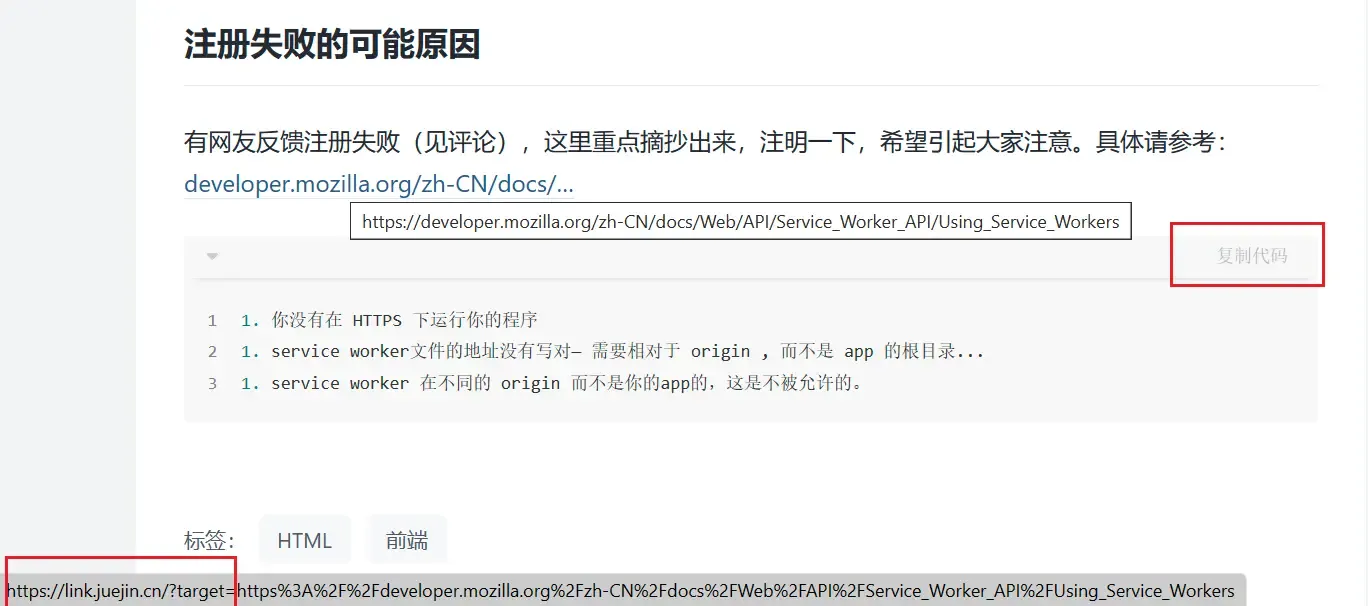 注册失败的可能原因
有网友反馈注册失败（见评论），这里重点摘抄出来，注明一下，希望引起大家注意。具体请参考：
developer.mozilla.org/zh-CN/docs/...
https://developer.mozilla.org/zh-CN/docs/Web/API/Service_Worker_API/Using_Service_Workers
复制代码
1 1. 你没有在 HTTPS 下运行你的程序
2 1. service worker文件的地址没有写对— 需要相对于 origin , 而不是 app 的根目录...
3 1. service worker 在不同的 origin 而不是你的app的，这是不被允许的。
标签： HTML 前端
https://link.juejin.cn/?target=https%3A%2F%2Fdeveloper.mozilla.org%2Fzh-CN%2Fdocs%2FWeb%2FAPI%2FService_Worker_API%2FUsing_Service_Workers